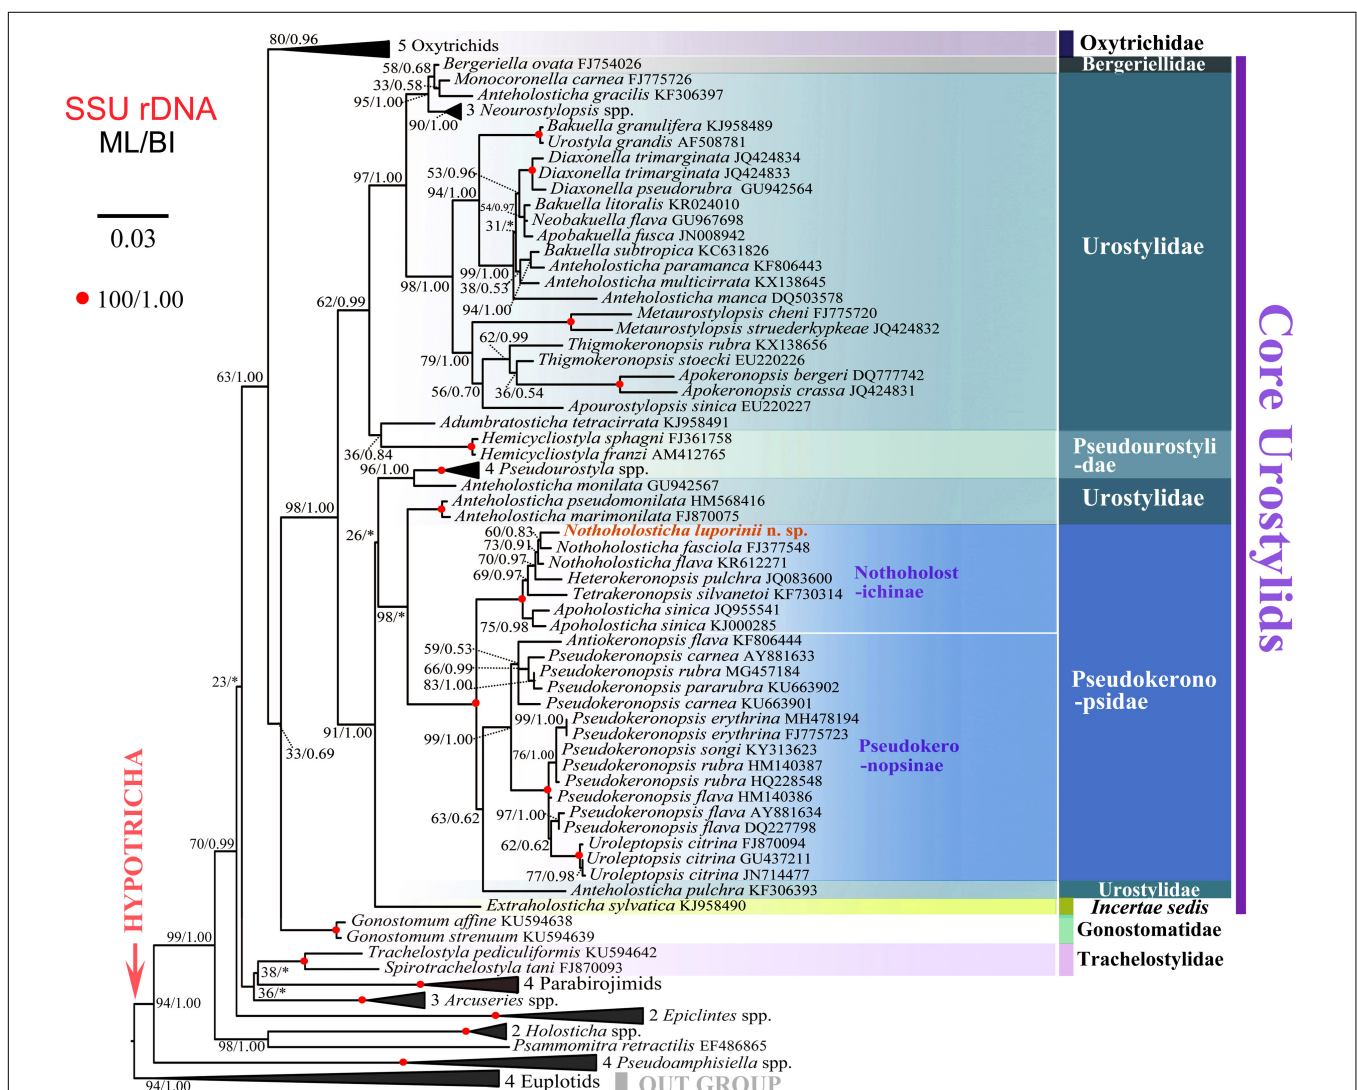 80/0.96
5 Oxytrichids
Oxytrichidae
58/0.68
Bergeriella ovata FJ754026
Bergeriellidae
33/0.58
Monocoronella carnea FJ775726
95/1.00
Anteholosticha gracilis KF306397
SSU rDNA
ML/BI
90/1.00
3 Neourostylopsis spp.
Bakuella granulifera KJ958489
Urostyla grandis AF508781
Diaxonella trimarginata JQ424834
53/0.96
Diaxonella trimarginata JQ424833
97/1.00
94/1.00
Diaxonella pseudorubra GU942564
54/0.97
Bakuella litoralis KR024010
31/*
Neobakuella flava GU967698
0.03
Apobakuella fusca JN008942
Urostylidae
Bakuella subtropica KC631826
99/1.00
Anteholosticha paramanca KF806443
98/1.00
38/0.53
Anteholosticha multicirrata KX138645
100/1.00
94/1.00
Anteholosticha manca DQ503578
62/0.99
Metaurostylopsis cheni FJ775720
Metaurostylopsis struederkypkeae JQ424832
62/0.99
Thigmokeronopsis rubra KX138656
79/1.00
Thigmokeronopsis stoecki EU220226
63/1.00
Apokeronopsis bergeri DQ777742
56/0.70
36/0.54
Apokeronopsis crassa JQ424831
Apourostylopsis sinica EU220227
Adumbratosticha tetracirrata KJ958491
Hemicycliostyla sphagni FJ361758
36/0.84
Hemicycliostyla franzi AM412765
Pseudourostyli
-dae
96/1.00
4 Pseudourostyla spp.
Anteholosticha monilata GU942567
Anteholosticha pseudomonilata HM568416
Urostylidae
98/1.00
Anteholosticha marimonilata FJ870075
Core Urostylids
26/*
60/0.83
Nothoholosticha luporinii n. sp.
73/0.91
Nothoholosticha fasciola FJ377548
70/0.97
Nothoholosticha flava KR612271
69/0.97
Heterokeronopsis pulchra JQ083600
Nothoholost
-ichinae
Tetrakeronopsis silvanetoi KF730314
98/*
Apoholosticha sinica JQ955541
75/0.98
Apoholosticha sinica KJ000285
Antiokeronopsis flava KF806444
59/0.53
Pseudokeronopsis carnea AY881633
66/0.99
Pseudokeronopsis rubra MG457184
23/*
83/1.00
Pseudokeronopsis pararubra KU663902
Pseudokerono
-psidae
Pseudokeronopsis carnea KU663901
99/1.00
Pseudokeronopsis erythrina MH478194
91/1.00
99/1.00
Pseudokeronopsis erythrina FJ775723
33/0.69
76/1.00
Pseudokeronopsis songi KY313623
Pseudokero
-nopsinae
Pseudokeronopsis rubra HM140387
Pseudokeronopsis rubra HQ228548
Pseudokeronopsis flava HM140386
63/0.62
97/1.00
Pseudokeronopsis flava AY881634
Pseudokeronopsis flava DQ227798
HYPOTRICHA
70/0.99
62/0.62
Uroleptopsis citrina FJ870094
Uroleptopsis citrina GU437211
77/0.98
Uroleptopsis citrina JN714477
Anteholosticha pulchra KF306393
Urostylidae
Extraholosticha sylvatica KJ958490
Incertae sedis
Gonostomum affine KU594638
Gonostomatidae
99/1.00
Gonostomum strenuum KU594639
Trachelostyla pediculiformis KU594642
Trachelostylidae
38/*
Spirotrachelostyla tani FJ870093
4 Parabirojimids
36/*
94/1.00
3 Arcuseries spp.
2 Epiclintes spp.
2 Holosticha spp.
98/1.00
Psammomitra retractilis EF486865
4 Pseudoamphisiella spp.
94/1.00
4 Euplotids
OUT GROUP